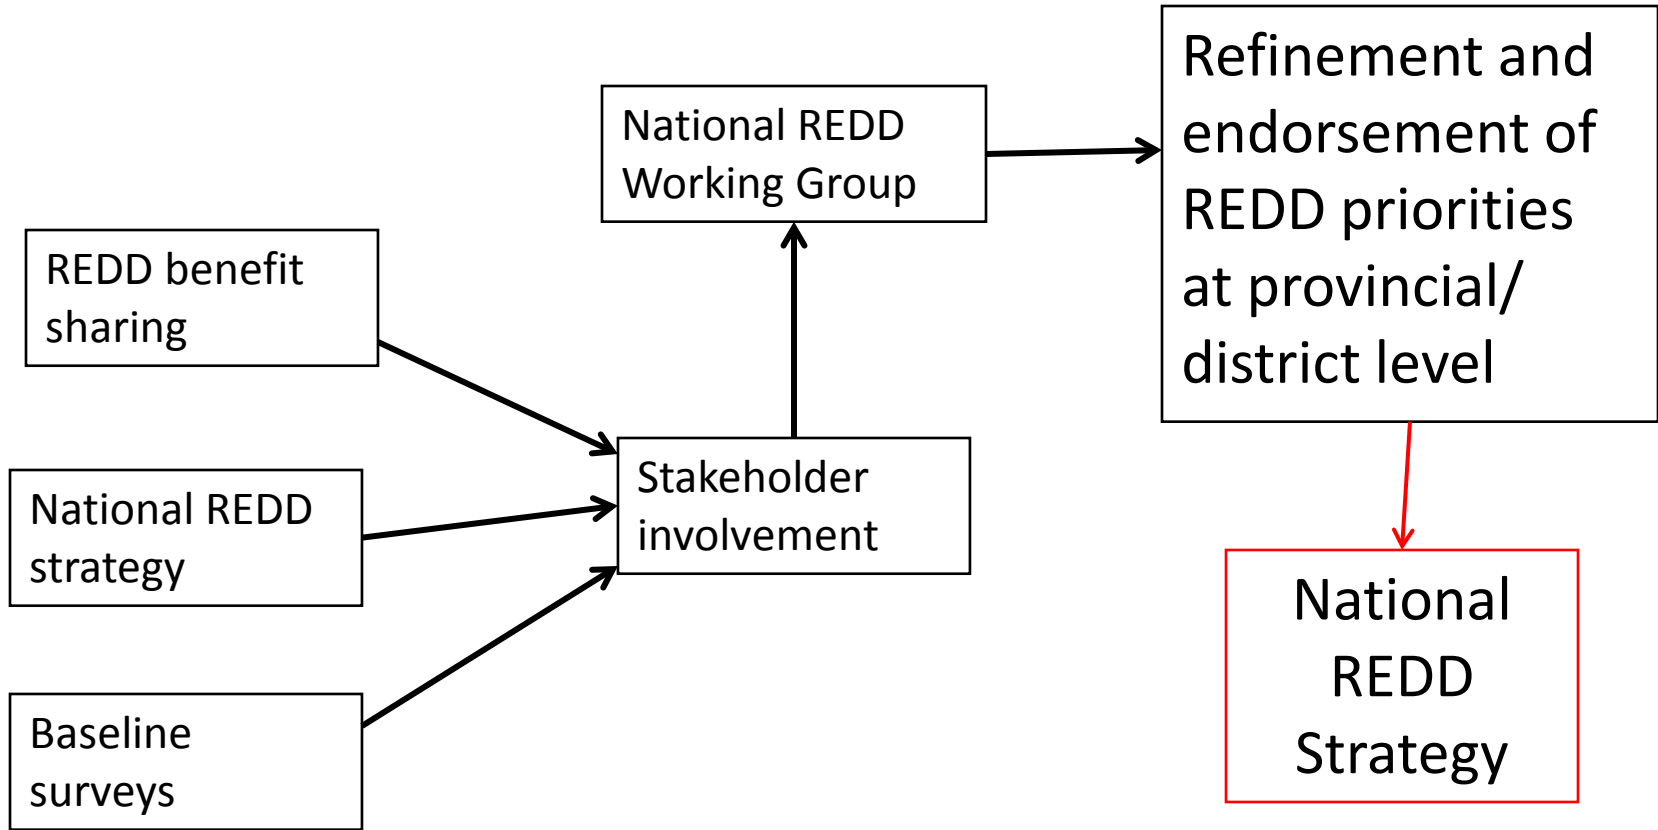 Refinement and
endorsement of
REDD priorities
at provincial/
district level
National REDD
Working Group
REDD benefit
sharing
Stakeholder
involvement
National REDD
strategy
National
REDD
Strategy
Baseline
surveys